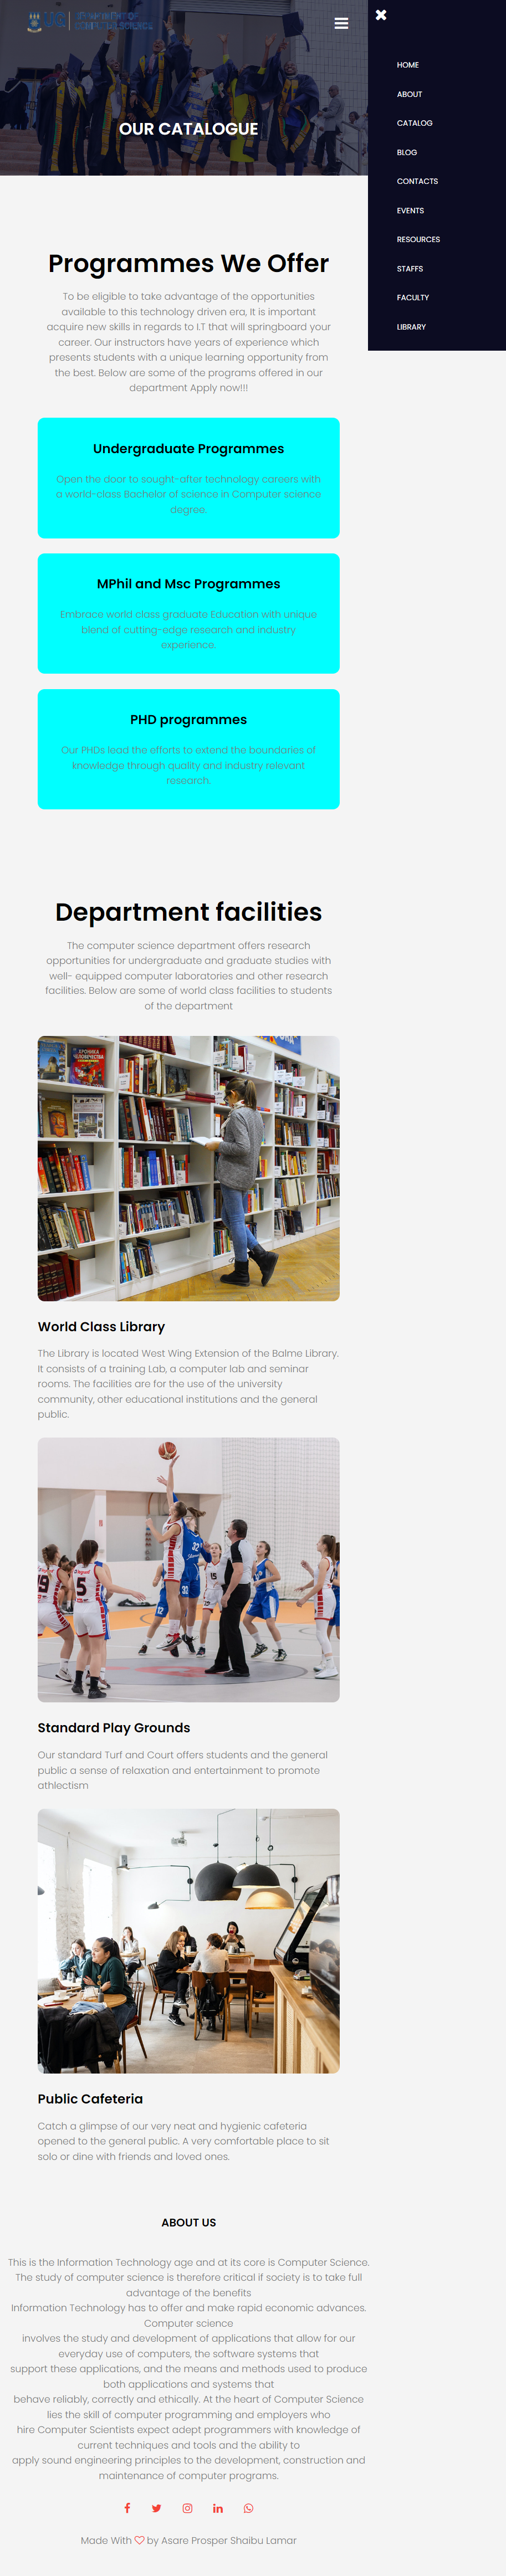 UG DEPARTMENT OF
COMPUTER SCIENCE
OUR CATALOGUE
HOME
ABOUT
CATALOG
BLOG
CONTACTS
EVENTS
RESOURCES
STAFFS
FACULTY
LIBRARY
Programmes We Offer
To be eligible to take advantage of the opportunities
available to this technology driven era, It is important
acquire new skills in regards to I.T that will springboard your
career. Our instructors have years of experience which
presents students with a unique learning opportunity from
the best. Below are some of the programs offered in our
department Apply now!!!
Undergraduate Programmes
Open the door to sought-after technology careers with
a world-class Bachelor of science in Computer science
degree.
MPhil and Msc Programmes
Embrace world class graduate Education with unique
blend of cutting-edge research and industry
experience.
PHD programmes
Our PHDs lead the efforts to extend the boundaries of
knowledge through quality and industry relevant
research.
Department facilities
The computer science department offers research
opportunities for undergraduate and graduate studies with
well- equipped computer laboratories and other research
facilities. Below are some of world class facilities to students
of the department
ХРОНИКА
ЧЕЛОВЕЧЕСТВА
World Class Library
The Library is located West Wing Extension of the Balme Library.
It consists of a training Lab, a computer lab and seminar
rooms. The facilities are for the use of the university
community, other educational institutions and the general
public.
19
5
32
33
15
4
Standard Play Grounds
Our standard Turf and Court offers students and the general
public a sense of relaxation and entertainment to promote
athlectism
Public Cafeteria
Catch a glimpse of our very neat and hygienic cafeteria
opened to the general public. A very comfortable place to sit
solo or dine with friends and loved ones.
ABOUT US
This is the Information Technology age and at its core is Computer Science.
The study of computer science is therefore critical if society is to take full
advantage of the benefits
Information Technology has to offer and make rapid economic advances.
Computer science
involves the study and development of applications that allow for our
everyday use of computers, the software systems that
support these applications, and the means and methods used to produce
both applications and systems that
behave reliably, correctly and ethically. At the heart of Computer Science
lies the skill of computer programming and employers who
hire Computer Scientists expect adept programmers with knowledge of
current techniques and tools and the ability to
apply sound engineering principles to the development, construction and
maintenance of computer programs.
Made With by Asare Prosper Shaibu Lamar